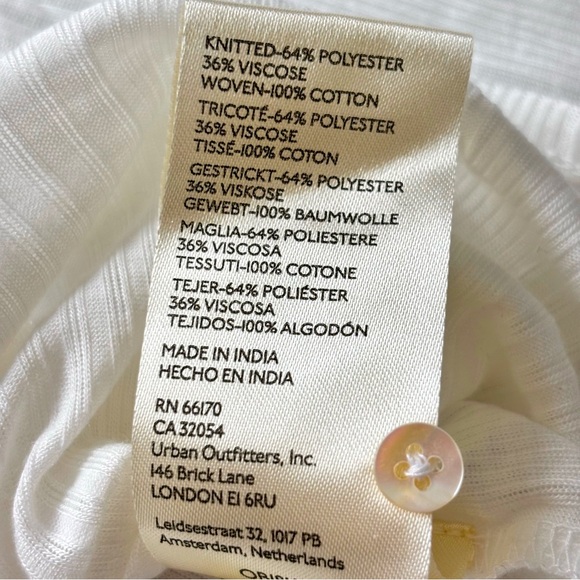 KNITTED-64% POLYESTER
36% VISCOSE
WOVEN-100% COTTON
TRICOTÉ-64% POLYESTER
36% VISCOSE
TISSÉ-100% COTON
GESTRICKT-64% POLYESTER
36% VISKOSE
GEWEBT-100% BAUMWOLLE
MAGLIA-64% POLIESTERE
36% VISCOSA
TESSUTI-100% COTONE
TEJER-64% POLIÉSTER
36% VISCOSA
TEJIDOS-100% ALGODÓN
MADE IN INDIA
HECHO EN INDIA
RN 66170
CA 32054
Urban Outfitters, Inc.
146 Brick Lane
LONDON E1 6RU
Leidsestraat 32, 1017 PB
Amsterdam, Netherlands